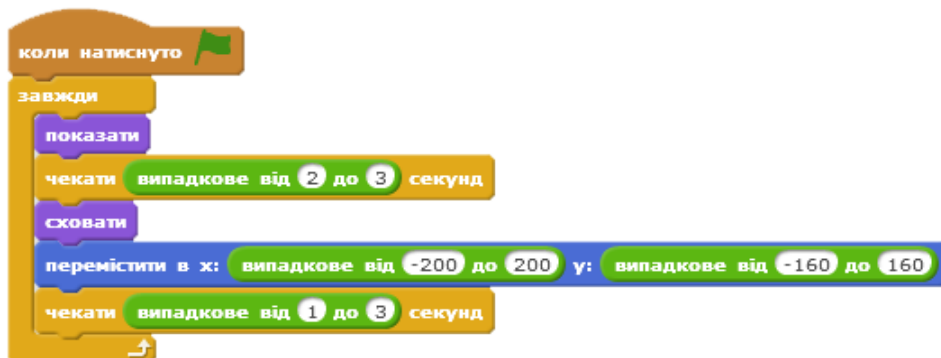 коли натиснуто
завжди
показати
чекати випадкове від 2 до 3 секунд
сховати
перемістити в x: випадкове від -200 до 200 y: випадкове від -160 до 160
чекати випадкове від 1 до 3 секунд